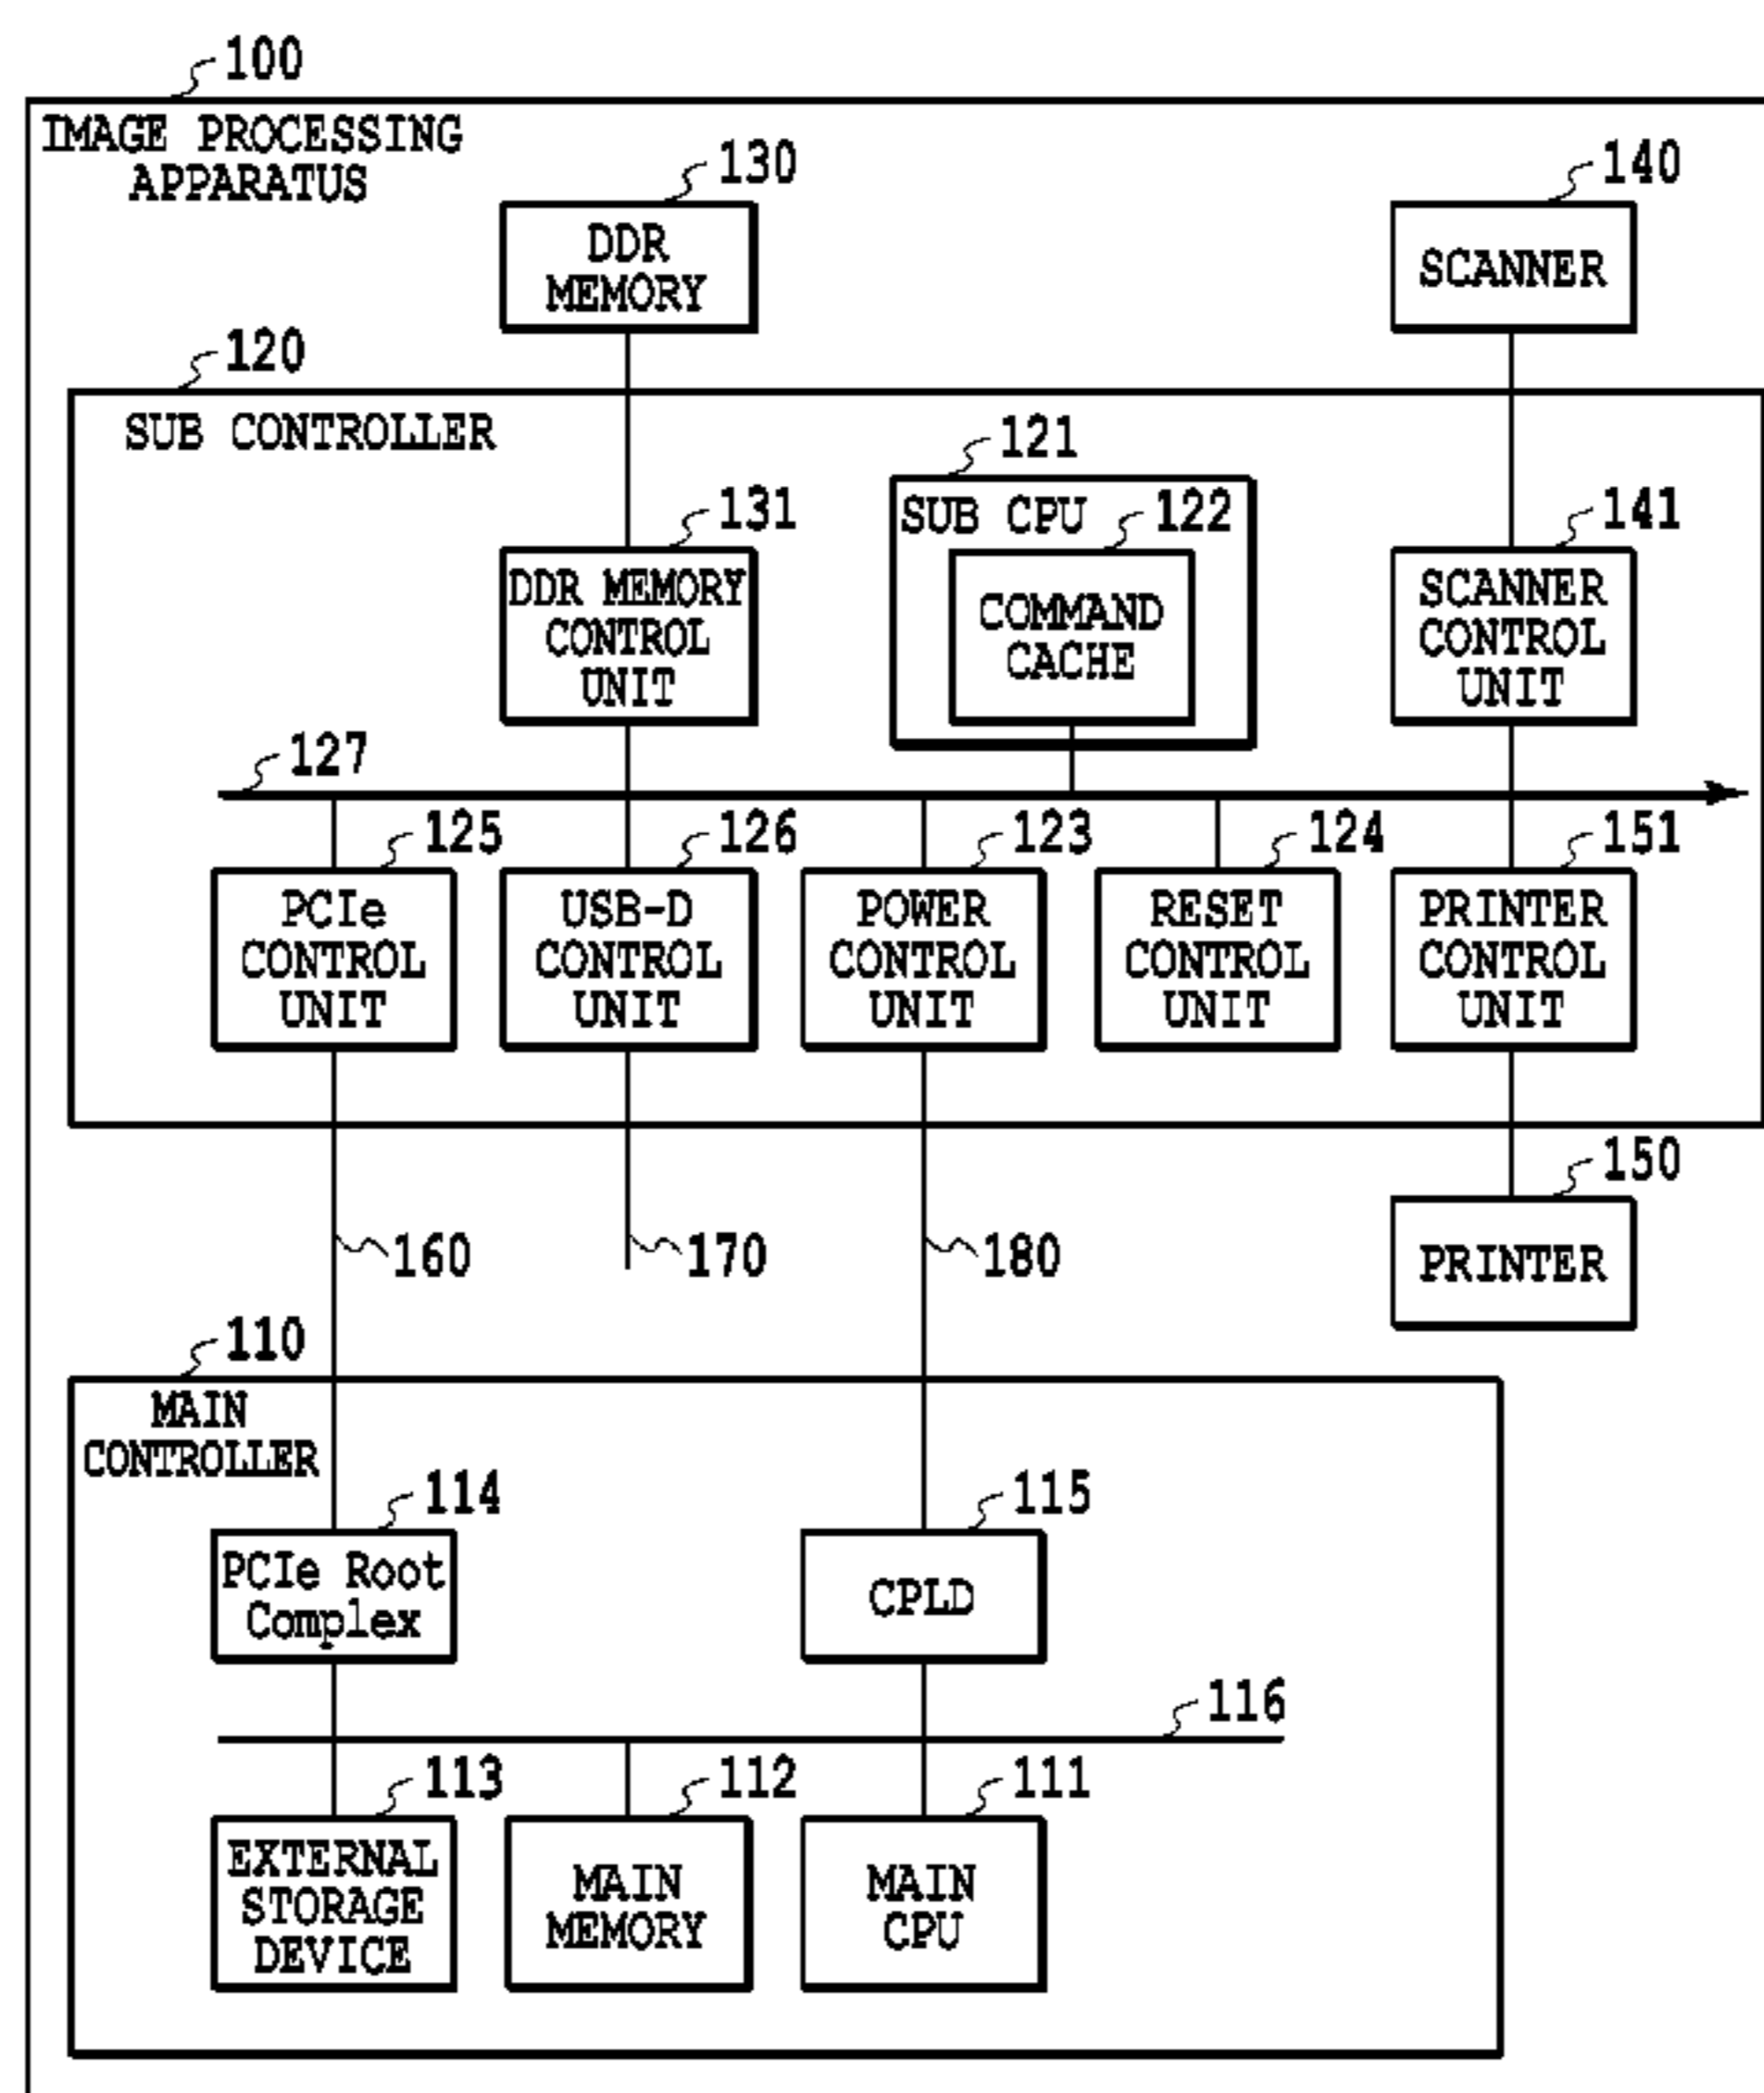 100
IMAGE PROCESSING
APPARATUS
130
140
DDR
MEMORY
SCANNER
120
SUB CONTROLLER
121
SUB CPU
122
131
141
DDR MEMORY
CONTROL
UNIT
COMMAND
CACHE
SCANNER
CONTROL
UNIT
127
125
126
123
124
151
PCIe
CONTROL
UNIT
USB-D
CONTROL
UNIT
POWER
CONTROL
UNIT
RESET
CONTROL
UNIT
PRINTER
CONTROL
UNIT
150
160
170
180
PRINTER
110
MAIN
CONTROLLER
114
115
PCIe Root
Complex
CPLD
116
113
112
111
EXTERNAL
STORAGE
DEVICE
MAIN
MEMORY
MAIN
CPU